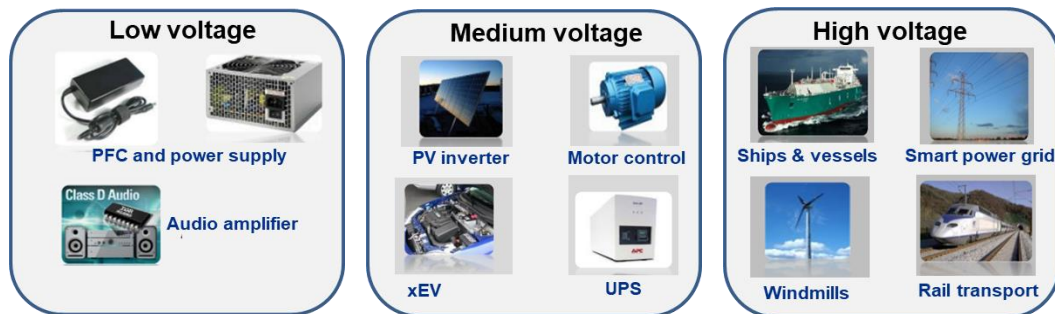 Low voltage
PFC and power supply
Class D Audio
Audio amplifier
Medium voltage
PV inverter
Motor control
xEV
APC
UPS
High voltage
Ships & vessels
Smart power grid
Windmills
Rail transport